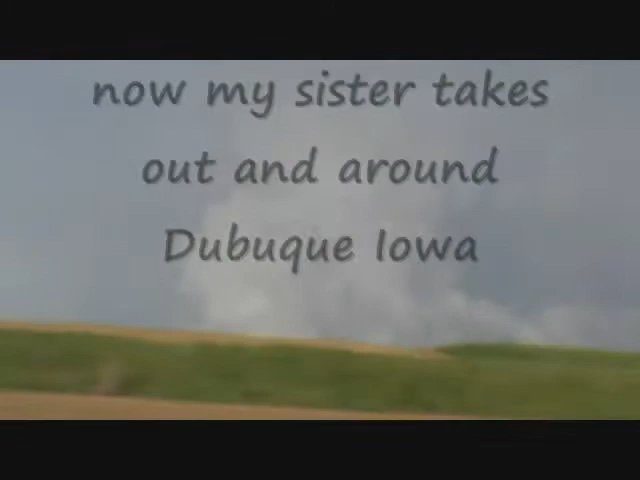 now my sister takes
out and around
Dubuque Iowa